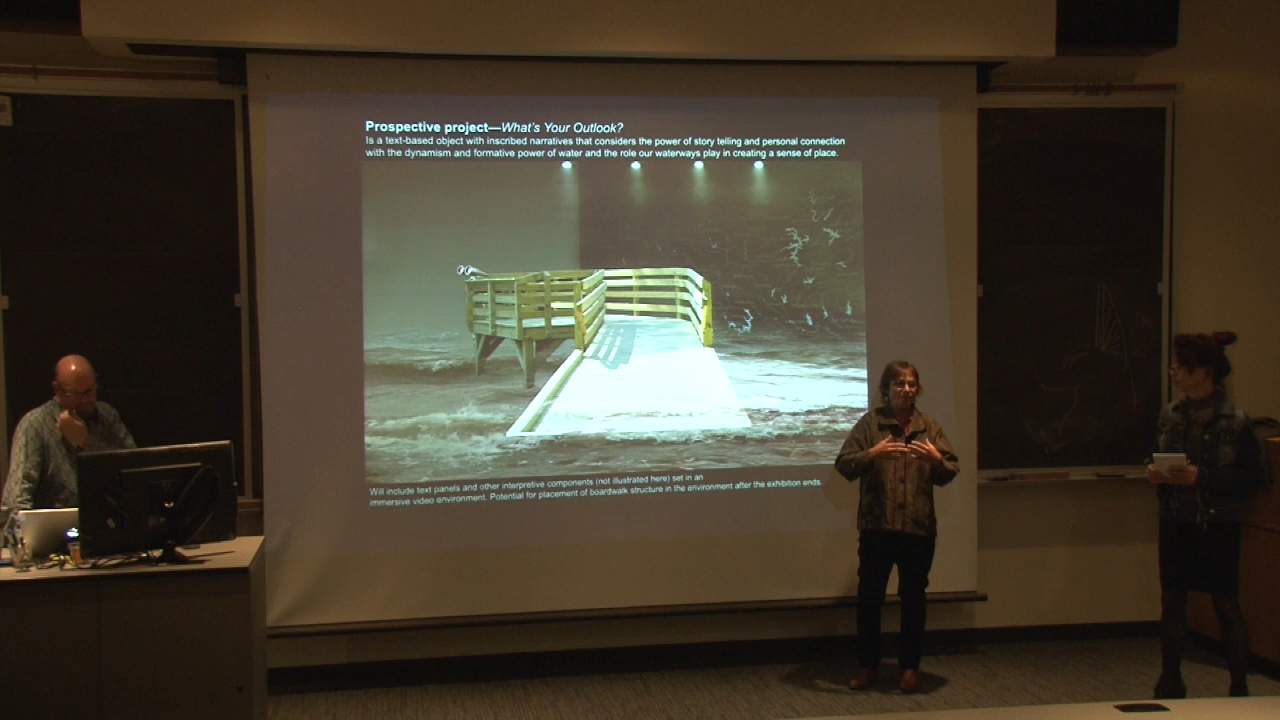 Prospective project—What's Your Outlook?
Is a text-based object with inscribed narratives that considers the power of story telling and personal connection
with the dynamism and formative power of water and the role our waterways play in creating a sense of place.
Will include text panels and other interpretive components (not illustrated here) set in an
immersive video environment. Potential for placement of boardwalk structure in the environment after the exhibition ends.